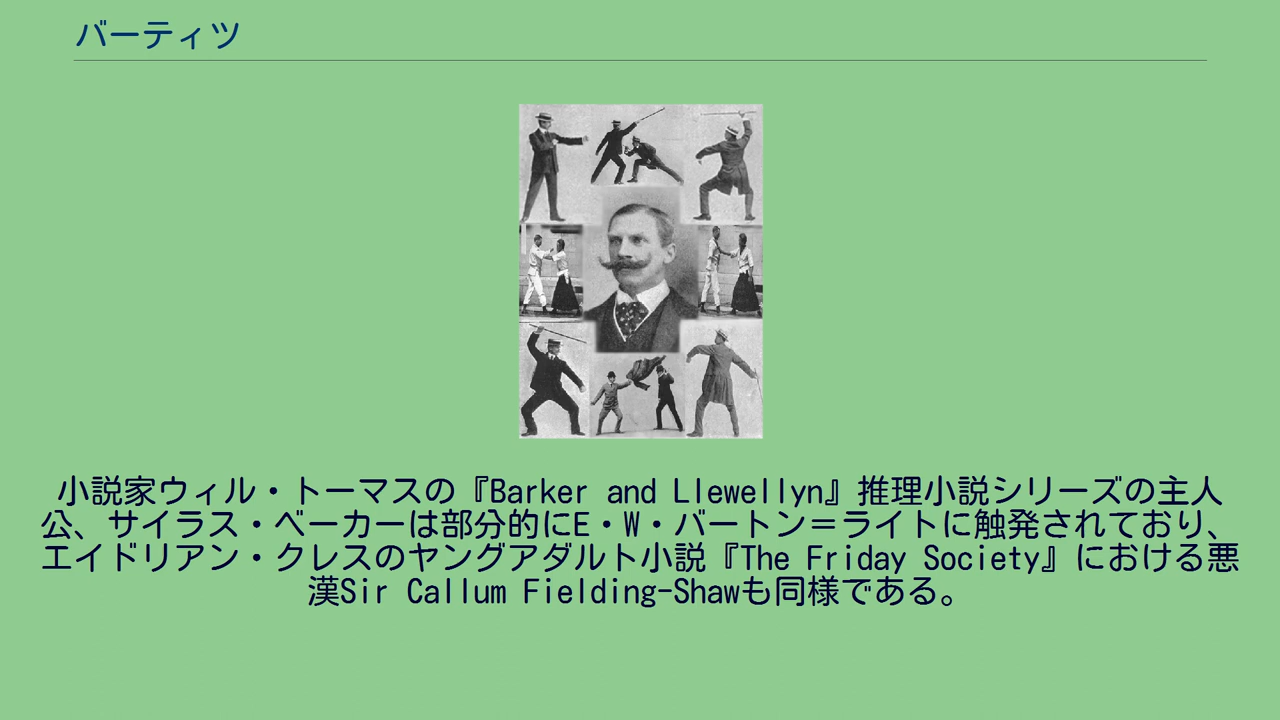 バーティツ
小説家ウィル・トーマスの『Barker and Llewellyn』推理小説シリーズの主人
公、サイラス・ベーカーは部分的にE・W・バートン＝ライトに触発されており、
エイドリアン・クレスのヤングアダルト小説『The Friday Society』における悪
漢Sir Callum Fielding-Shawも同様である。